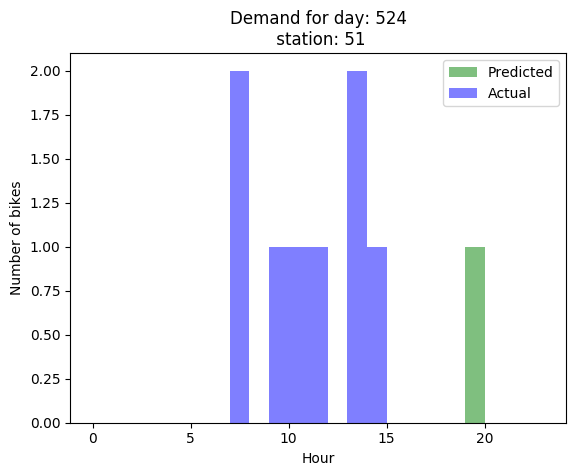 Demand for day: 524
station: 51
Predicted
Actual
2.00
1.75
1.50
1.25
1.00
0.75
0.50
0.25
0.00
Number of bikes
0 5 10 15 20
Hour